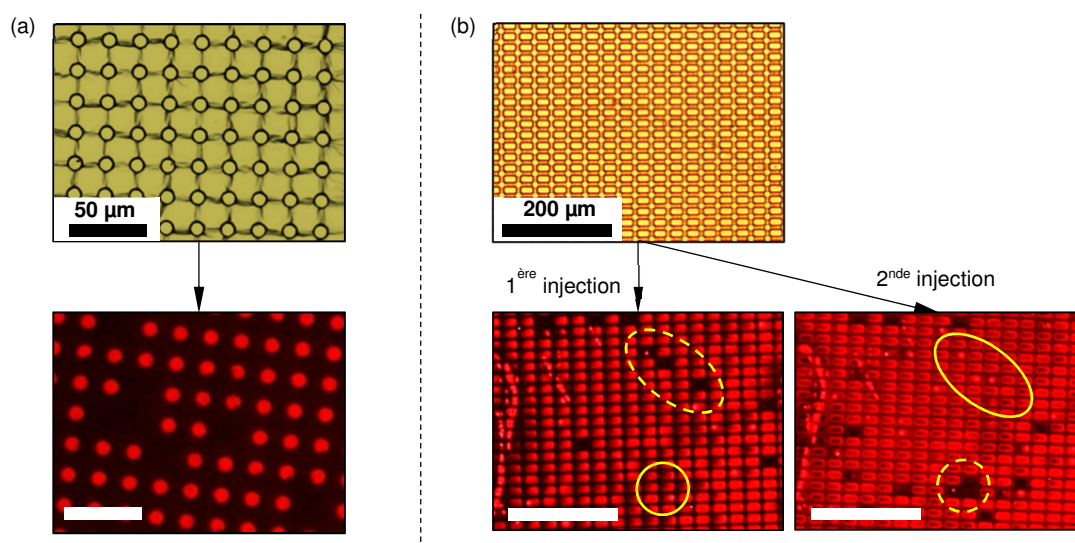 (a)
50 µm
(b)
200 µm
1ère injection
2nde injection